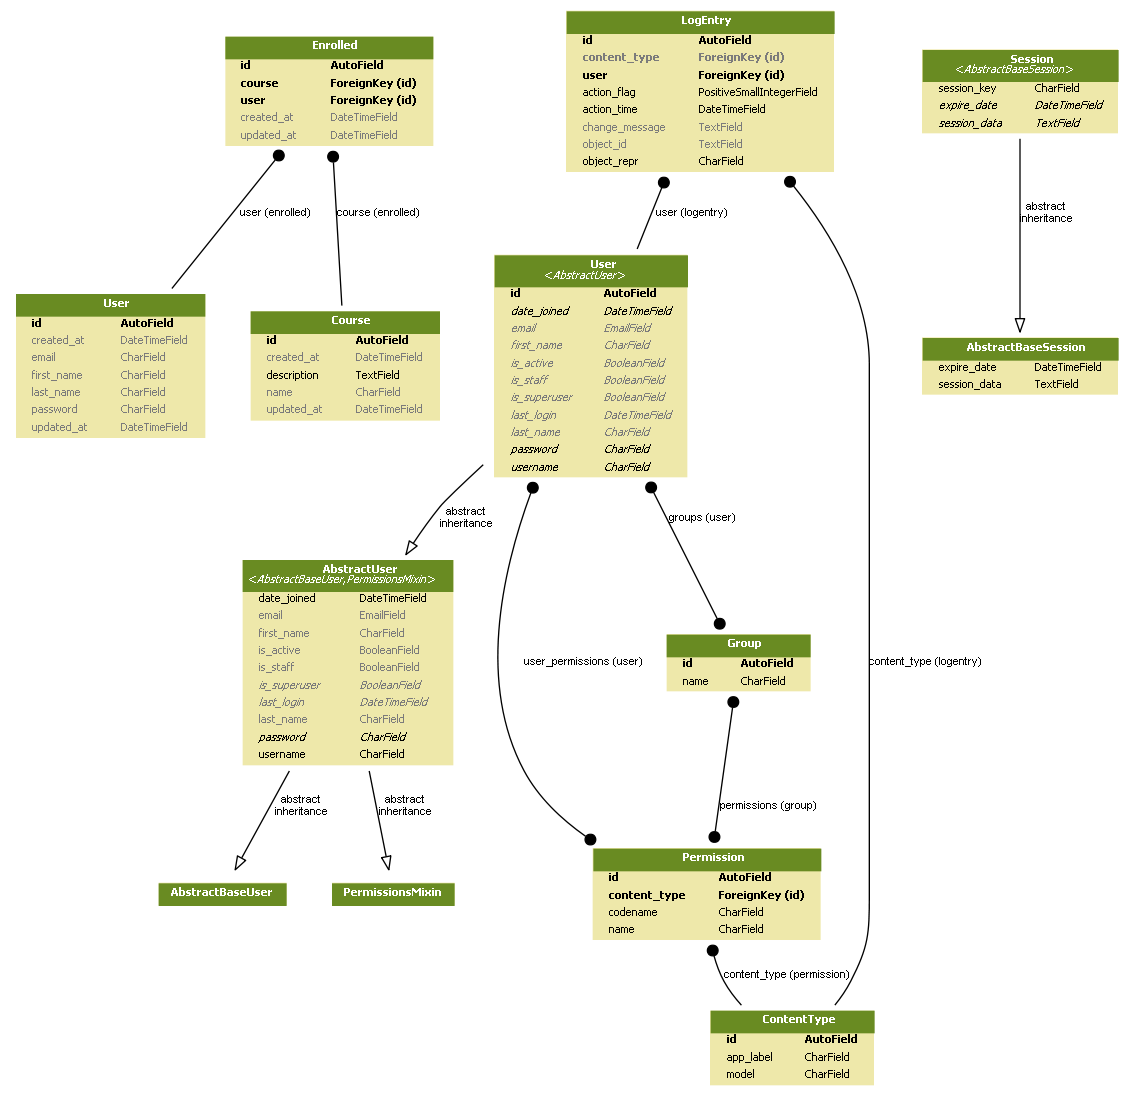 Enrolled
id AutoField
course ForeignKey (id)
user ForeignKey (id)
created_at DateTimeField
updated_at DateTimeField
LogEntry
id AutoField
content_type ForeignKey (id)
user ForeignKey (id)
action_flag PositiveSmallIntegerField
action_time DateTimeField
change_message TextField
object_id TextField
object_repr CharField
Session
<AbstractBaseSession>
session_key CharField
expire_date DateTimeField
session_data TextField
user (enrolled)
course (enrolled)
user (logentry)
abstract
inheritance
User
id AutoField
created_at DateTimeField
email CharField
first_name CharField
last_name CharField
password CharField
updated_at DateTimeField
Course
id AutoField
created_at DateTimeField
description TextField
name CharField
updated_at DateTimeField
User
<AbstractUser>
id AutoField
date_joined DateTimeField
email EmailField
first_name CharField
is_active BooleanField
is_staff BooleanField
is_superuser BooleanField
last_login DateTimeField
last_name CharField
password CharField
username CharField
AbstractBaseSession
expire_date DateTimeField
session_data TextField
abstract
inheritance
groups (user)
AbstractUser
<AbstractBaseUser,PermissionsMixin>
date_joined DateTimeField
email EmailField
first_name CharField
is_active BooleanField
is_staff BooleanField
is_superuser BooleanField
last_login DateTimeField
last_name CharField
password CharField
username CharField
user_permissions (user)
Group
id AutoField
name CharField
content_type (logentry)
abstract
inheritance
abstract
inheritance
permissions (group)
AbstractBaseUser
PermissionsMixin
Permission
id AutoField
content_type ForeignKey (id)
codename CharField
name CharField
content_type (permission)
ContentType
id AutoField
app_label CharField
model CharField